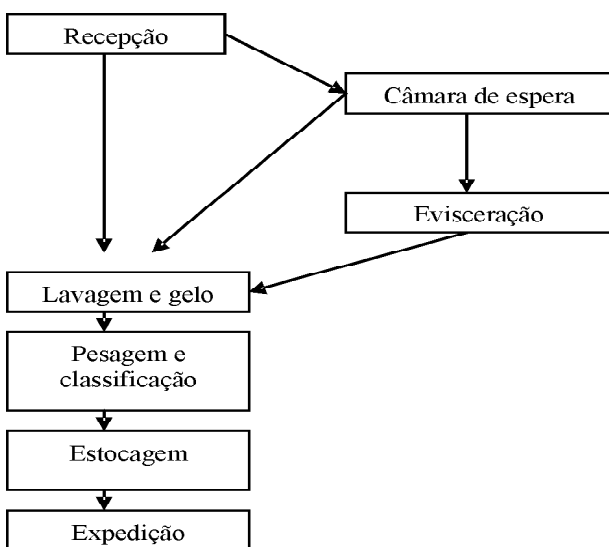 Recepção
Câmara de espera
Evisceração
Lavagem e gelo
Pesagem e
classificação
Estocagem
Expedição